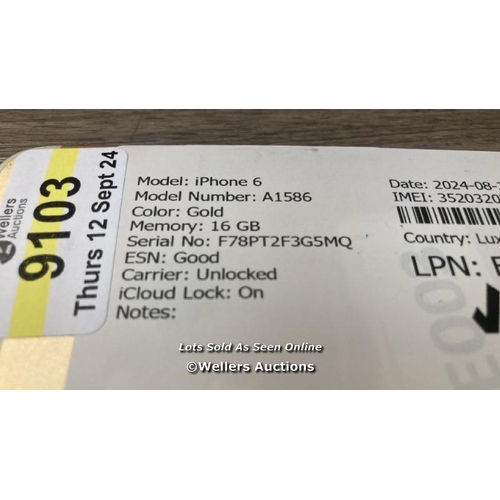 Wellers
Auctions
9103
Thurs 12 Sept 24
Model: iPhone 6
Model Number: A1586
Color: Gold
Memory: 16 GB
Serial No: F78PT2F3G5MQ
ESN: Good
Carrier: Unlocked
iCloud Lock: On
Notes:
Date: 2024-08-
IMEI: 3520320
Country: Lux
LPN:
Lots Sold As Seen Online
©Wellers Auctions